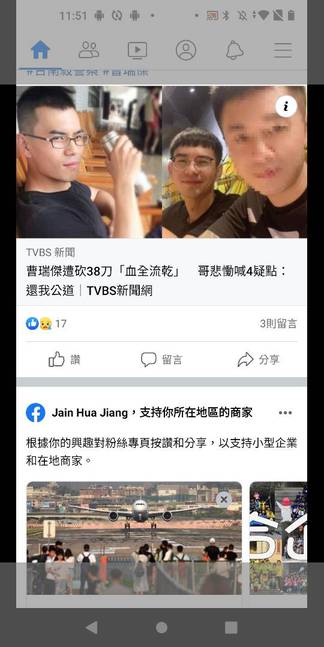 11:51
#台南殺警案 #曹瑞傑
TVBS 新聞
曹瑞傑遭砍38刀「血全流乾」 哥悲慟喊4疑點：
還我公道｜TVBS新聞網
17
3則留言
讚 留言 分享
Jain Hua Jiang，支持你所在地區的商家
根據你的興趣對粉絲專頁按讚和分享，以支持小型企業
和在地商家。